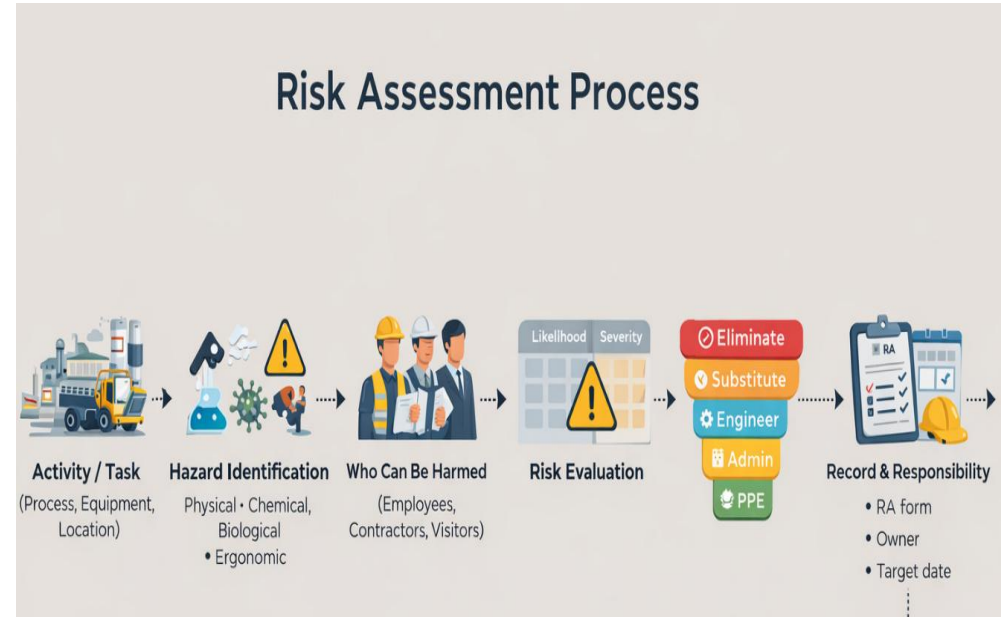 Risk Assessment Process
Activity / Task
(Process, Equipment,
Location)
Hazard Identification
Physical • Chemical,
Biological
• Ergonomic
Who Can Be Harmed
(Employees,
Contractors, Visitors)
Likelihood Severity
Risk Evaluation
Eliminate
Substitute
Engineer
Admin
PPE
RA
Record & Responsibility
• RA form
• Owner
• Target date